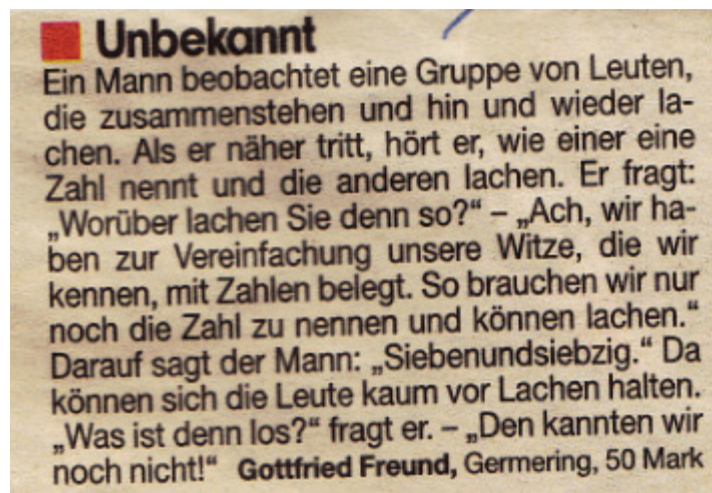 Unbekannt
Ein Mann beobachtet eine Gruppe von Leuten,
die zusammenstehen und hin und wieder la-
chen. Als er näher tritt, hört er, wie einer eine
Zahl nennt und die anderen lachen. Er fragt:
„Worüber lachen Sie denn so?“ – „Ach, wir ha-
ben zur Vereinfachung unsere Witze, die wir
kennen, mit Zahlen belegt. So brauchen wir nur
noch die Zahl zu nennen und können lachen.“
Darauf sagt der Mann: „Siebenundsiebzig.“ Da
können sich die Leute kaum vor Lachen halten.
„Was ist denn los?“ fragt er. – „Den kannten wir
noch nicht!“ Gottfried Freund, Germering, 50 Mark